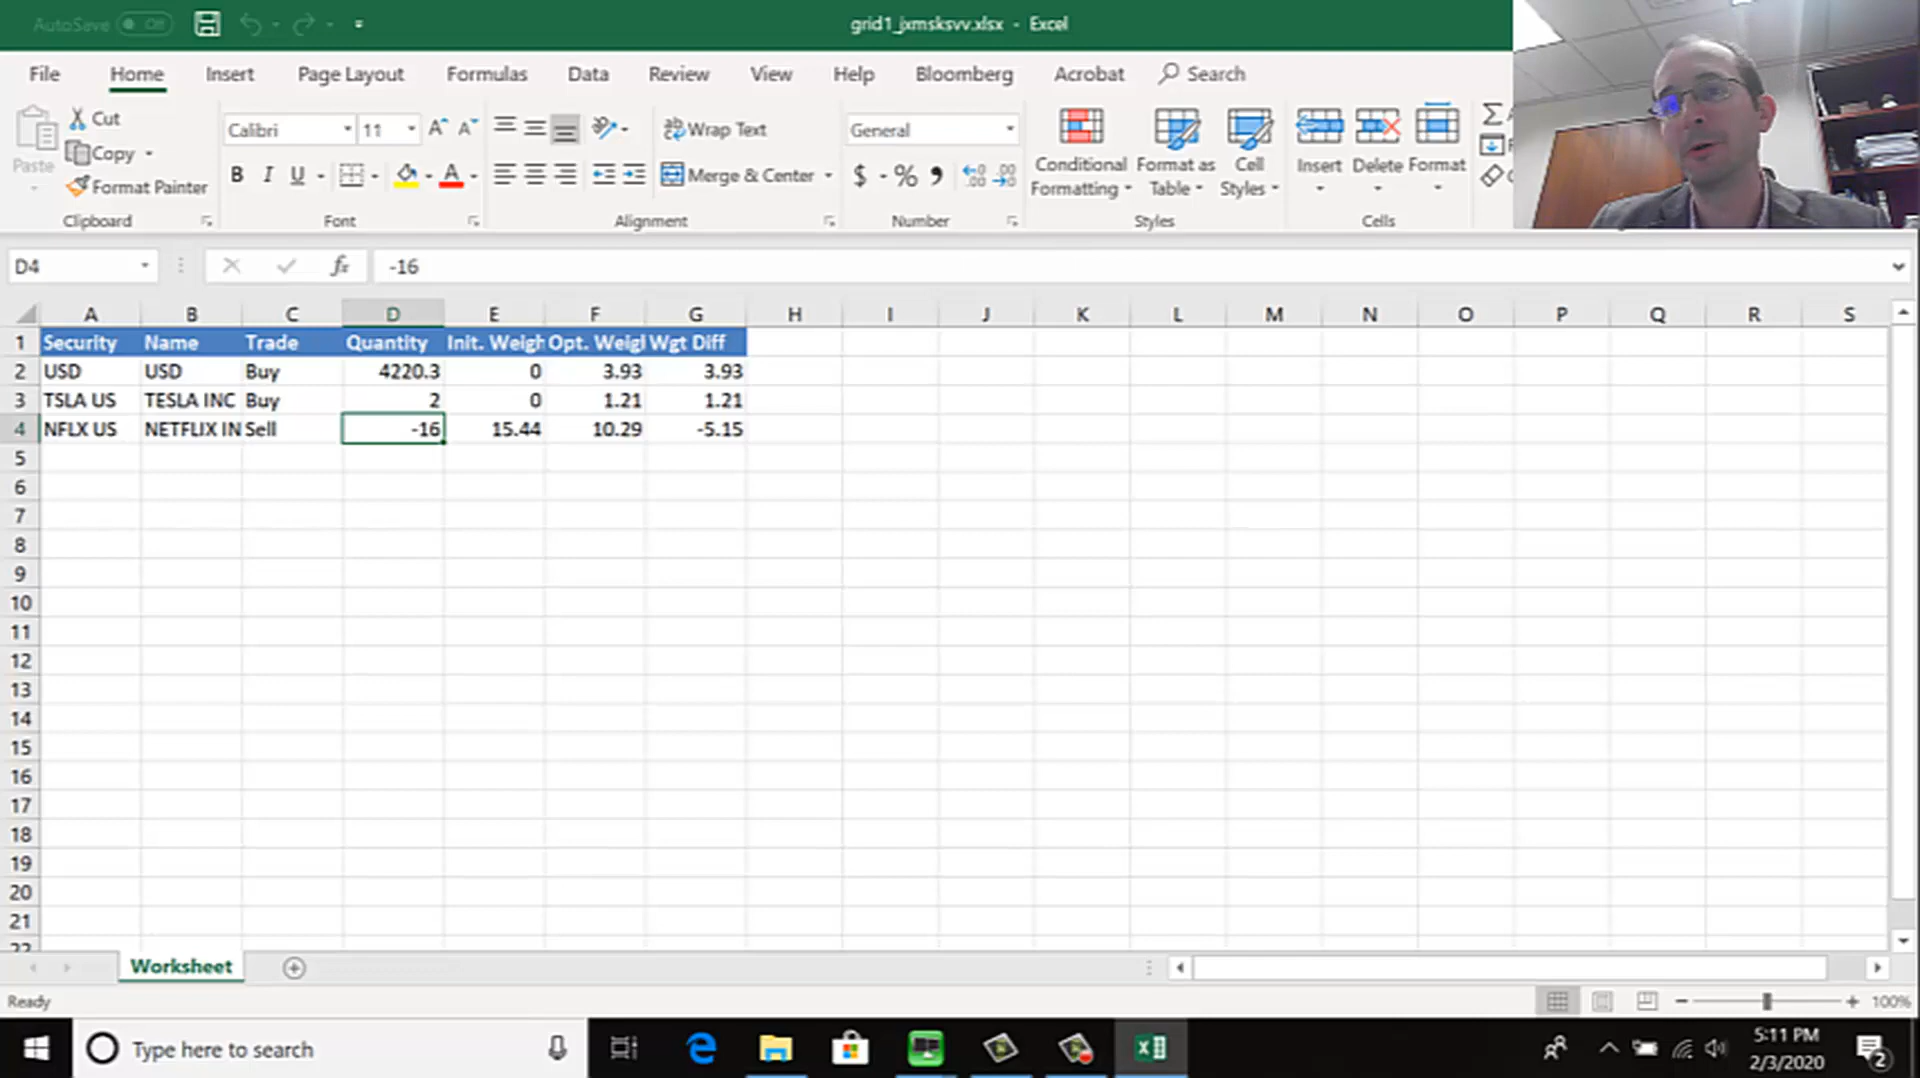 AutoSave Off grid1_jxmsksvv.xlsx - Excel
File Home Insert Page Layout Formulas Data Review View Help Bloomberg Acrobat Search
Paste Cut
Copy
Format Painter
Calibri 11
B I U
Wrap Text
Merge & Center
General
$ % 9
Conditional Formatting
Format as Table
Cell Styles
Insert Delete Format
Clipboard Font Alignment Number Styles Cells
D4 fx -16
A B C D E F G H I J K L M N O P Q R S
1 Security Name Trade Quantity Init. Weigh Opt. Weigl Wgt Diff
2 USD USD Buy 4220.3 0 3.93 3.93
3 TSLA US TESLA INC Buy 2 0 1.21 1.21
4 NFLX US NETFLIX IN Sell -16 15.44 10.29 -5.15
5
6
7
8
9
10
11
12
13
14
15
16
17
18
19
20
21
22
Worksheet
Ready 100%
Type here to search 5:11 PM
2/3/2020 2